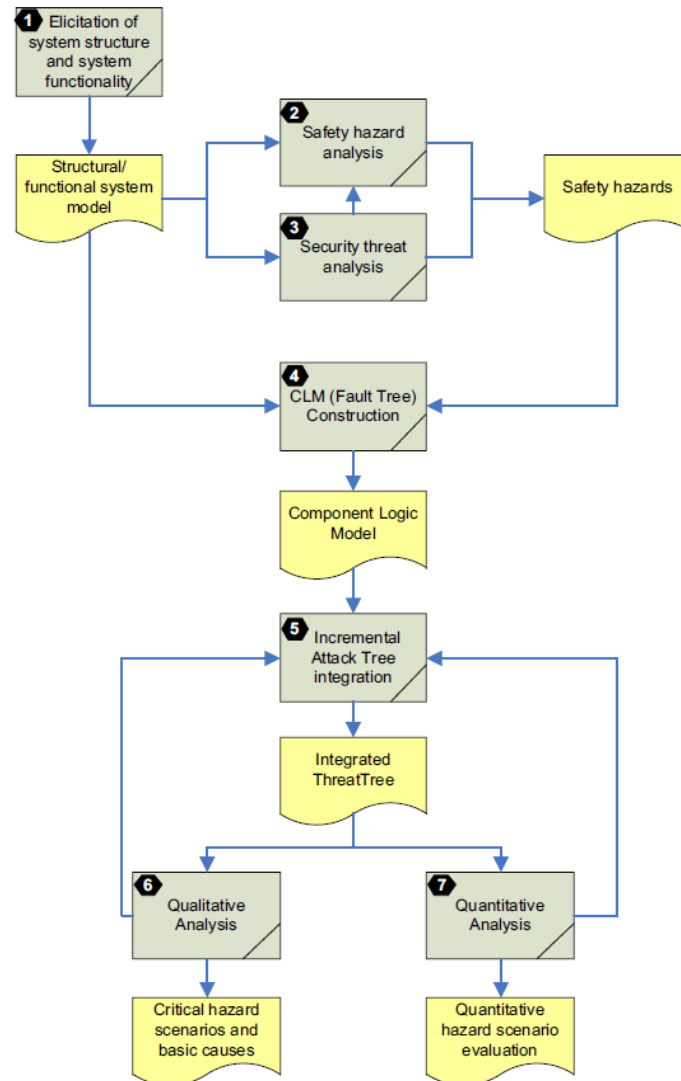 1
Elicitation of
system structure
and system
functionality
2
Safety hazard
analysis
Structural/
functional system
model
Safety hazards
3
Security threat
analysis
4
CLM (Fault Tree)
Construction
Component Logic
Model
5
Incremental
Attack Tree
integration
Integrated
ThreatTree
6
Qualitative
Analysis
7
Quantitative
Analysis
Critical hazard
scenarios and
basic causes
Quantitative
hazard scenario
evaluation